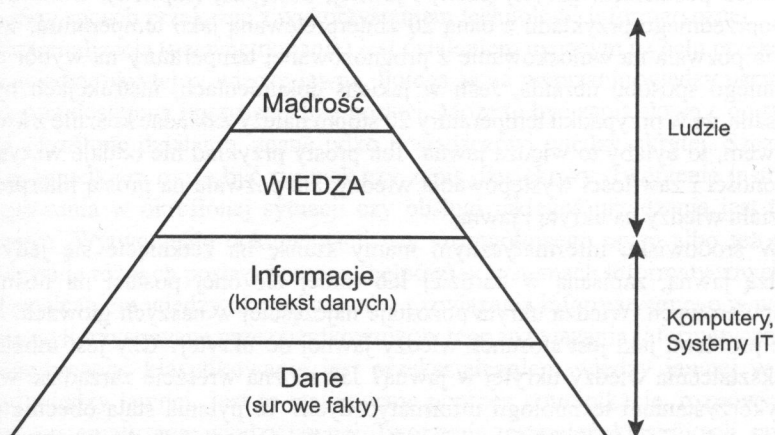 Mądrość
WIEDZA
Informacje
(kontekst danych)
Dane
(surowe fakty)
Ludzie
Komputery,
Systemy IT